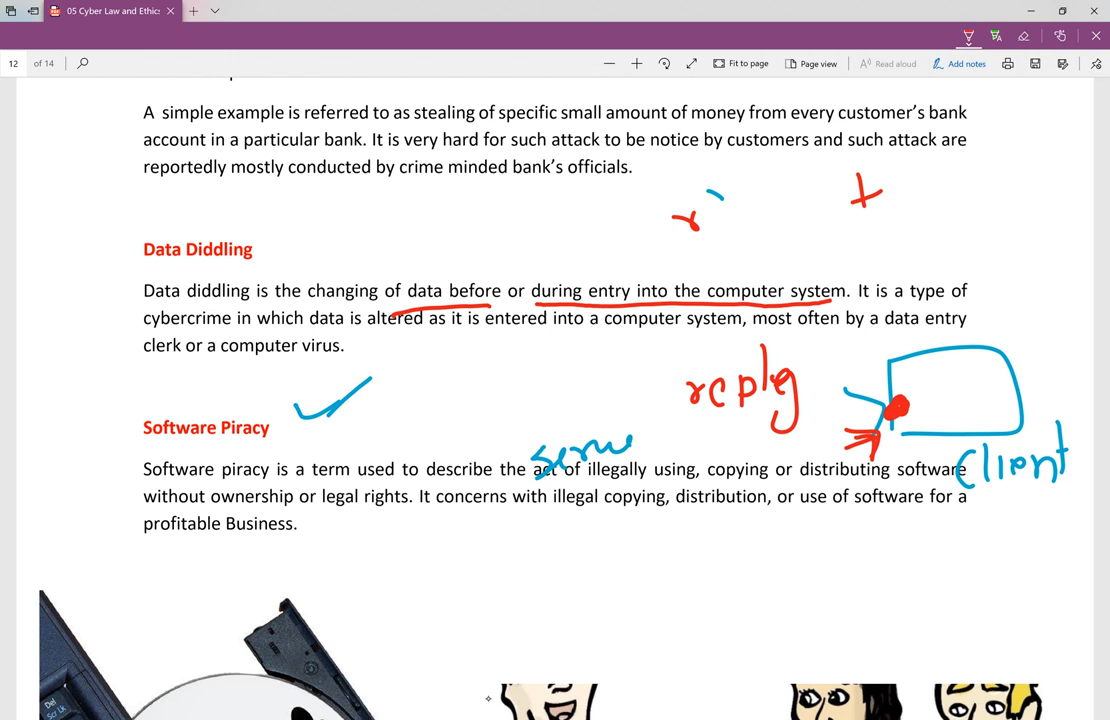 05 Cyber Law and Ethic
12 of 14
Fit to page
Page view
Read aloud
Add notes
A simple example is referred to as stealing of specific small amount of money from every customer's bank
account in a particular bank. It is very hard for such attack to be notice by customers and such attack are
reportedly mostly conducted by crime minded bank's officials.
Data Diddling
Data diddling is the changing of data before or during entry into the computer system. It is a type of
cybercrime in which data is altered as it is entered into a computer system, most often by a data entry
clerk or a computer virus.
Software Piracy
Client
Software piracy is a term used to describe the act of illegally using, copying or distributing software
without ownership or legal rights. It concerns with illegal copying, distribution, or use of software for a
profitable Business.
Del
Scr Lk